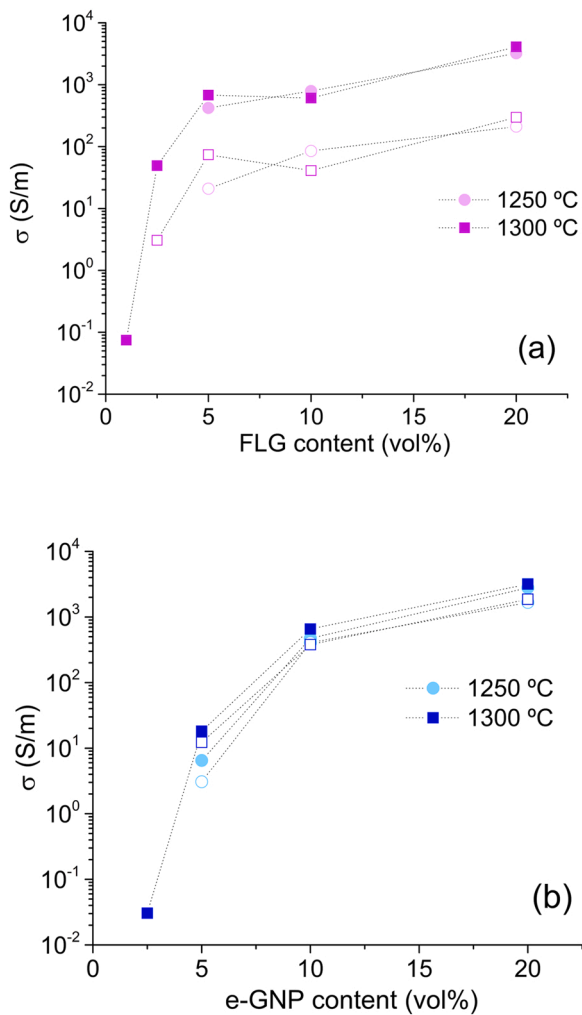 10⁴
10³
10²
10¹
10⁰
10⁻¹
10⁻²
σ (S/m)
1250 ºC
1300 ºC
(a)
0 5 10 15 20
FLG content (vol%)
10⁴
10³
10²
10¹
10⁰
10⁻¹
10⁻²
σ (S/m)
1250 ºC
1300 ºC
(b)
0 5 10 15 20
e-GNP content (vol%)